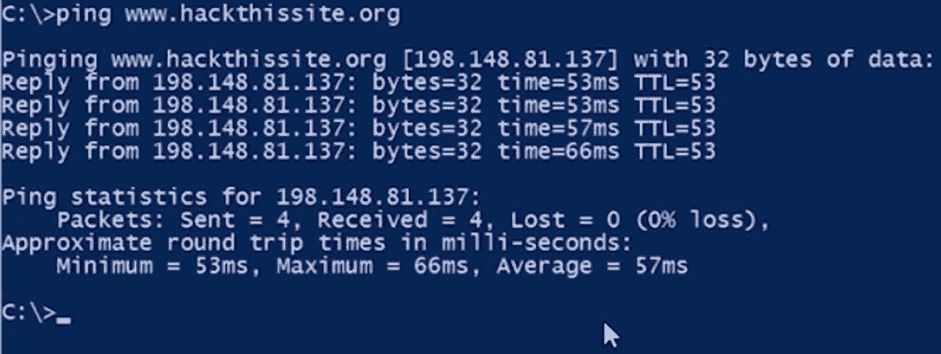 C:\>ping www.hackthissite.org
Pinging www.hackthissite.org [198.148.81.137] with 32 bytes of data:
Reply from 198.148.81.137: bytes=32 time=53ms TTL=53
Reply from 198.148.81.137: bytes=32 time=53ms TTL=53
Reply from 198.148.81.137: bytes=32 time=57ms TTL=53
Reply from 198.148.81.137: bytes=32 time=66ms TTL=53
Ping statistics for 198.148.81.137:
    Packets: Sent = 4, Received = 4, Lost = 0 (0% loss),
Approximate round trip times in milli-seconds:
    Minimum = 53ms, Maximum = 66ms, Average = 57ms
C:\>_